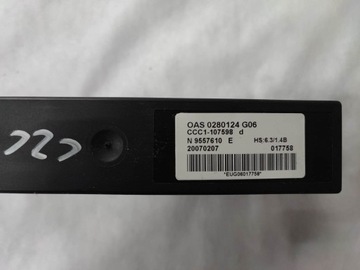 OAS 0280124 G06
CCC1-107598 d
N 9557610 E HS:6.3/1.4B
20070207 017758
*EUG06017758*